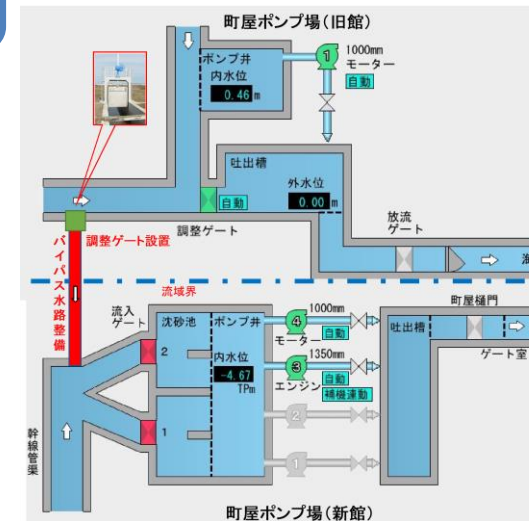 町屋ポンプ場(旧館)
ポンプ井
内水位
0.46 m
1
1000mm
モーター
自動
吐出槽
外水位
0.00 m
自動
調整ゲート
放流
ゲート
海
調整ゲート設置
バイパス水路整備
流域界
流入
ゲート
沈砂池
ポンプ井
2
1
内水位
-4.67
TPm
1000mm
4
モーター
自動
1350mm
3
エンジン
自動
補機連動
2
1
町屋樋門
吐出槽
ゲート室
幹線管渠
町屋ポンプ場(新館)